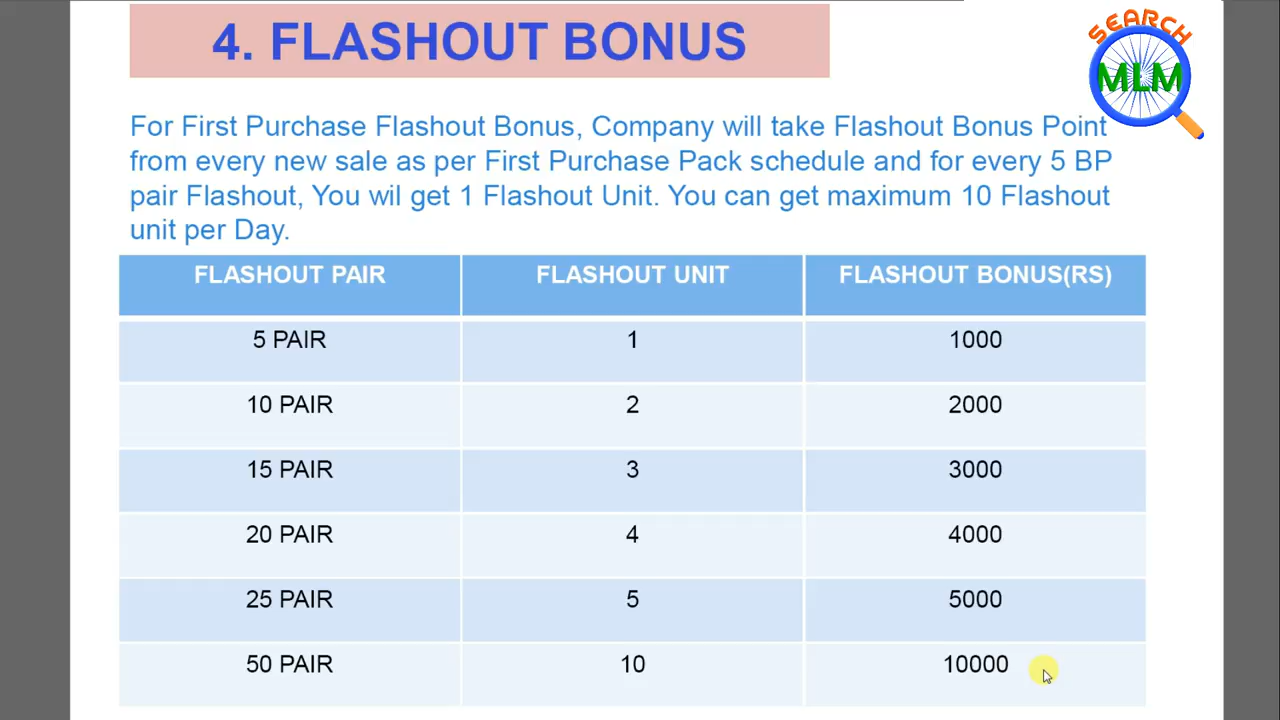 4. FLASHOUT BONUS
SEARCH
MLM
For First Purchase Flashout Bonus, Company will take Flashout Bonus Point
from every new sale as per First Purchase Pack schedule and for every 5 BP
pair Flashout, You wil get 1 Flashout Unit. You can get maximum 10 Flashout
unit per Day.
FLASHOUT PAIR FLASHOUT UNIT FLASHOUT BONUS(RS)
5 PAIR 1 1000
10 PAIR 2 2000
15 PAIR 3 3000
20 PAIR 4 4000
25 PAIR 5 5000
50 PAIR 10 10000